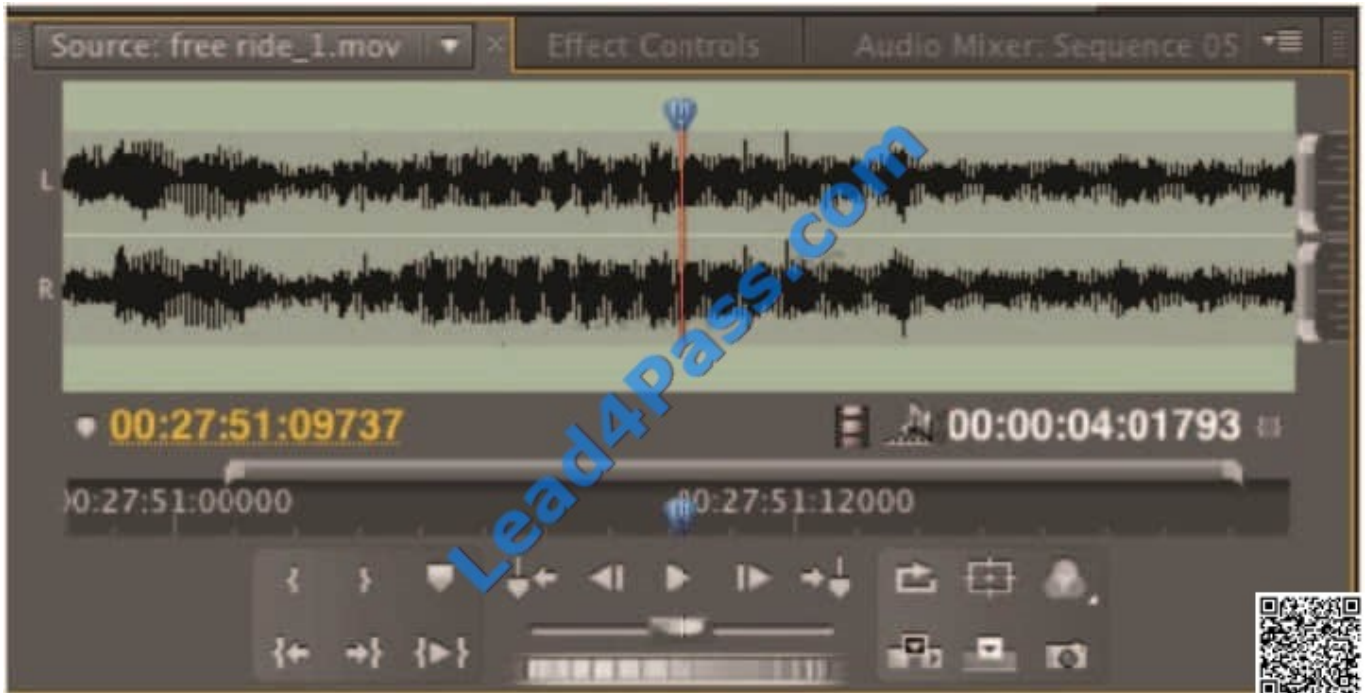 Source: free ride_1.mov Effect Controls Audio Mixer: Sequence 05
L
R
Lead4Pass.com
00:27:51:09737 00:00:04:01793
00:27:51:00000 00:27:51:12000